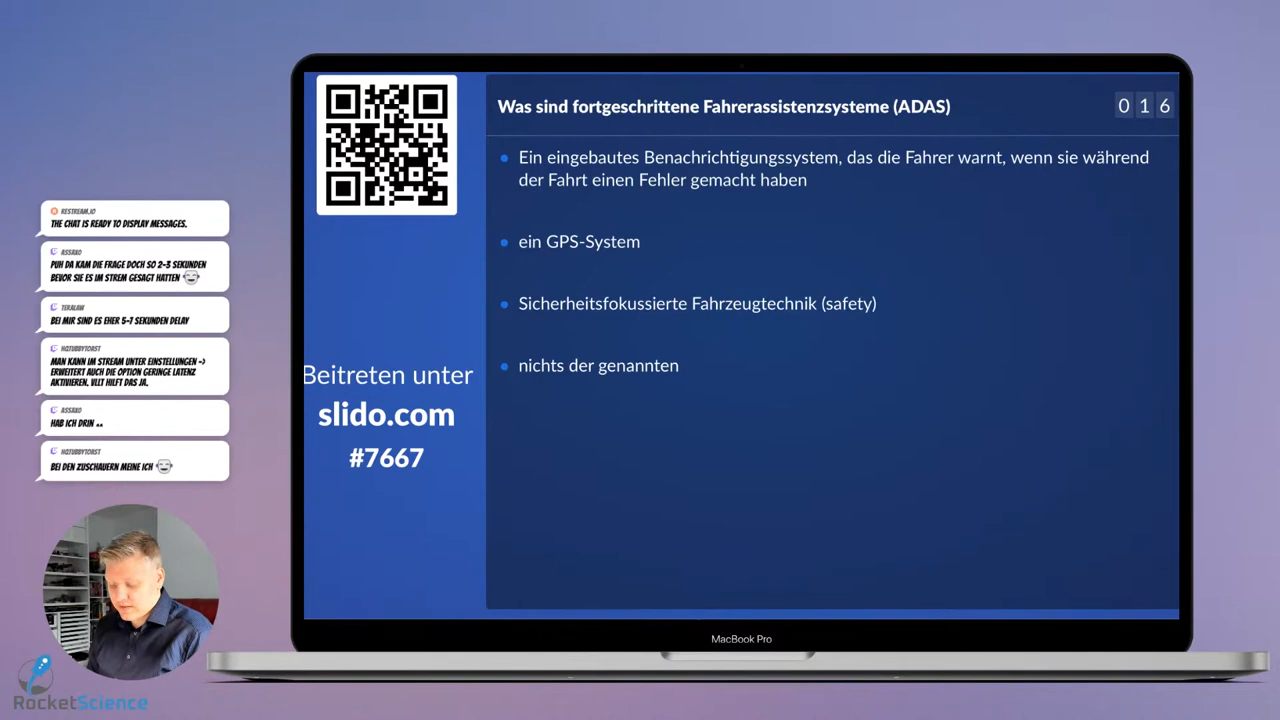 RESTREAM.IO
THE CHAT IS READY TO DISPLAY MESSAGES.
ASSAXO
PUH DA KAM DIE FRAGE DOCH SO 2-3 SEKUNDEN
BEVOR SIE ES IM STREM GESAGT HATTEN
TEKALAW
BEI MIR SIND ES EHER 5-7 SEKUNDEN DELAY
HQTUBBYTOAST
MAN KANN IM STREAM UNTER EINSTELLUNGEN ->
ERWEITERT AUCH DIE OPTION GERINGE LATENZ
AKTIVIEREN. VLLT HILFT DAS JA.
ASSAXO
HAB ICH DRIN ^^
HQTUBBYTOAST
BEI DEN ZUSCHAUERN MEINE ICH
RocketScience
Beitreten unter
slido.com
#7667
Was sind fortgeschrittene Fahrerassistenzsysteme (ADAS)
0 1 6
Ein eingebautes Benachrichtigungssystem, das die Fahrer warnt, wenn sie während
der Fahrt einen Fehler gemacht haben
ein GPS-System
Sicherheitsfokussierte Fahrzeugtechnik (safety)
nichts der genannten
MacBook Pro